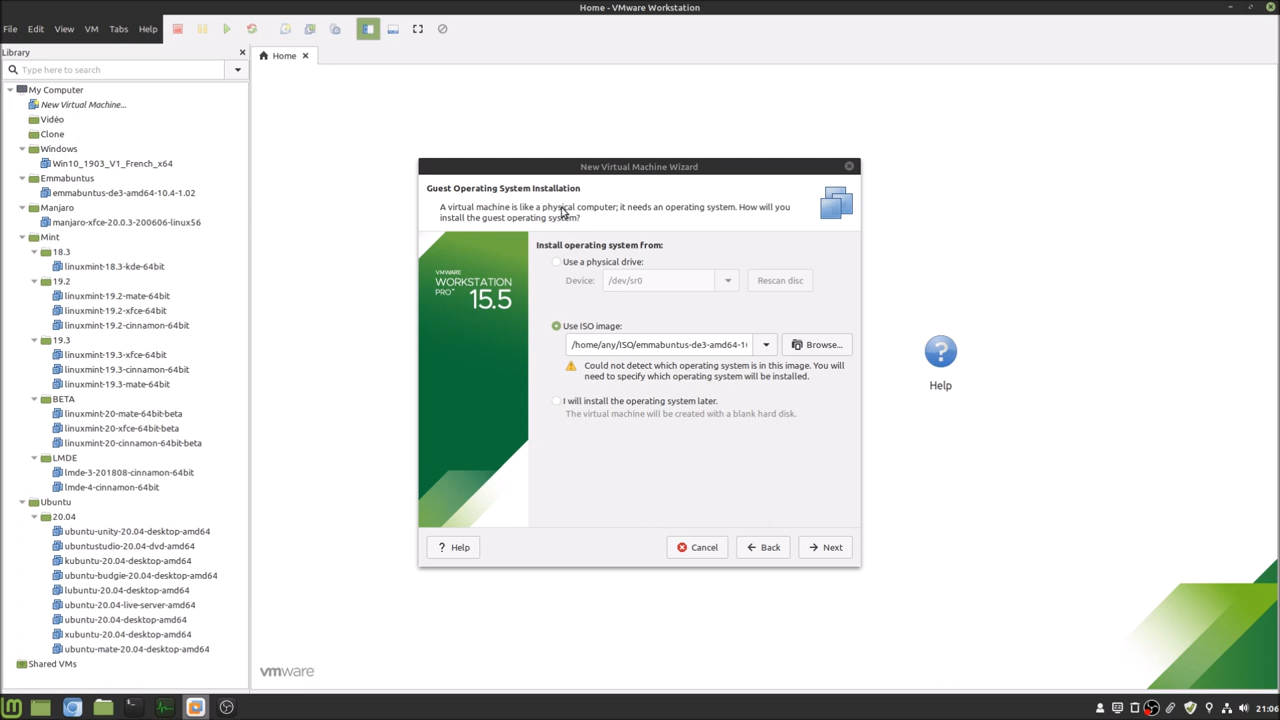 Home - VMware Workstation
File Edit View VM Tabs Help
Library
Type here to search
My Computer
New Virtual Machine...
Vidéo
Clone
Windows
Win10_1903_V1_French_x64
Emmabuntus
emmabuntus-de3-amd64-10.4-1.02
Manjaro
manjaro-xfce-20.0.3-200606-linux56
Mint
18.3
linuxmint-18.3-kde-64bit
19.2
linuxmint-19.2-mate-64bit
linuxmint-19.2-xfce-64bit
linuxmint-19.2-cinnamon-64bit
19.3
linuxmint-19.3-xfce-64bit
linuxmint-19.3-cinnamon-64bit
linuxmint-19.3-mate-64bit
BETA
linuxmint-20-mate-64bit-beta
linuxmint-20-xfce-64bit-beta
linuxmint-20-cinnamon-64bit-beta
LMDE
lmde-3-201808-cinnamon-64bit
lmde-4-cinnamon-64bit
Ubuntu
20.04
ubuntu-unity-20.04-desktop-amd64
ubuntustudio-20.04-dvd-amd64
kubuntu-20.04-desktop-amd64
ubuntu-budgie-20.04-desktop-amd64
lubuntu-20.04-desktop-amd64
ubuntu-20.04-live-server-amd64
ubuntu-20.04-desktop-amd64
xubuntu-20.04-desktop-amd64
ubuntu-mate-20.04-desktop-amd64
Shared VMs
Home
New Virtual Machine Wizard
Guest Operating System Installation
A virtual machine is like a physical computer; it needs an operating system. How will you
install the guest operating system?
VMWARE
WORKSTATION
PRO™ 15.5
Install operating system from:
Use a physical drive:
Device: /dev/sr0 Rescan disc
Use ISO image:
/home/any/ISO/emmabuntus-de3-amd64-1 Browse...
Could not detect which operating system is in this image. You will
need to specify which operating system will be installed.
I will install the operating system later.
The virtual machine will be created with a blank hard disk.
Help Cancel Back Next
Help
vmware
21:06